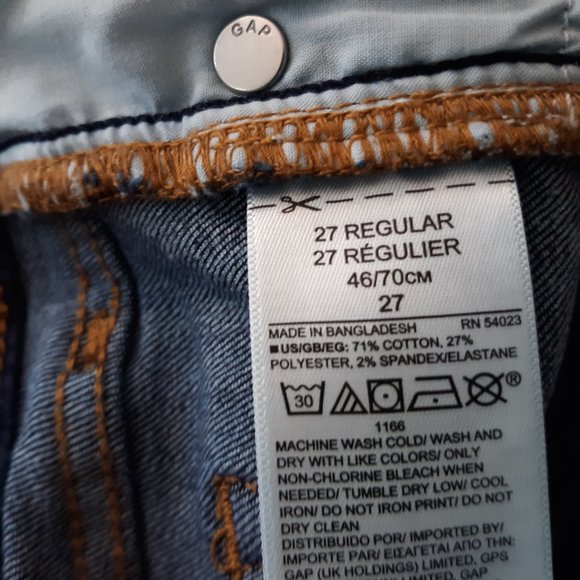 GAP
27 REGULAR
27 RÉGULIER
46/70CM
27
MADE IN BANGLADESH RN 54023
■US/GB/EG: 71% COTTON, 27%
POLYESTER, 2% SPANDEX/ELASTANE
30 ®
1166
MACHINE WASH COLD/ WASH AND
DRY WITH LIKE COLORS/ ONLY
NON-CHLORINE BLEACH WHEN
NEEDED/ TUMBLE DRY LOW/ COOL
IRON/ DO NOT IRON PRINT/ DO NOT
DRY CLEAN
DISTRIBUIDO POR/ IMPORTED BY/
IMPORTE PAR/ ΕΙΣΑΓΕΤΑΙ ΑΠΟ
GAP (UK HOLDINGS) LIMITED, GPS
LIMITED, GAP